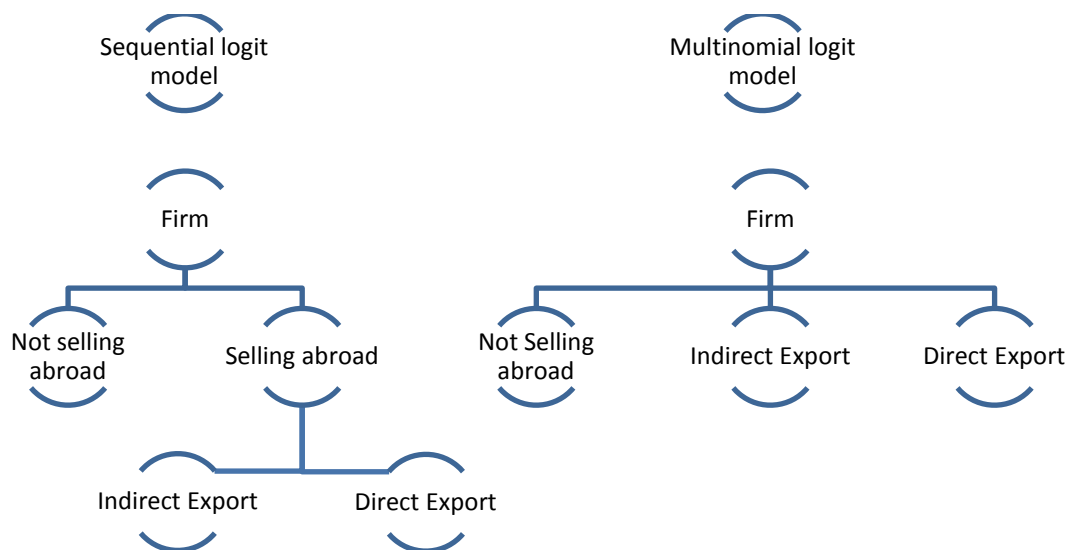 Sequential logit
model
Multinomial logit
model
Firm
Firm
Not selling
abroad
Selling abroad
Not Selling
abroad
Indirect Export
Direct Export
Indirect Export
Direct Export